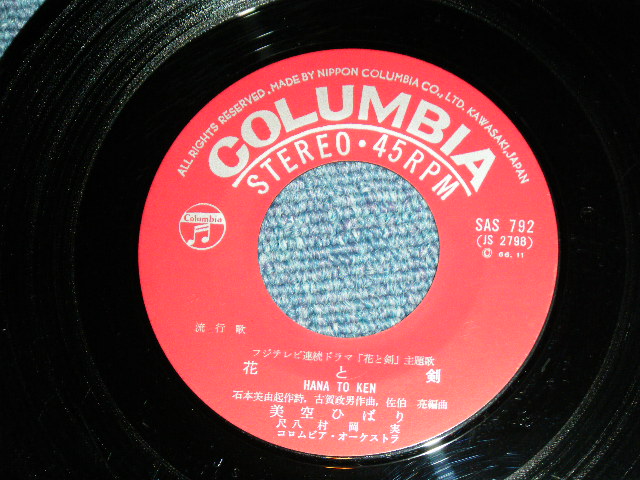 ALL RIGHTS RESERVED, MADE BY NIPPON COLUMBIA CO., LTD. KAWASAKI, JAPAN
COLUMBIA
STEREO・45RPM
Columbia
SAS 792
(JS 2798)
© 66. 11
流行歌
フジテレビ連続ドラマ『花と剣』主題歌
花と剣
HANA TO KEN
石本美由起作詩, 古賀政男作曲, 佐伯 亮編曲
美空ひばり
尺八 村岡 実
コロムビア・オーケストラ